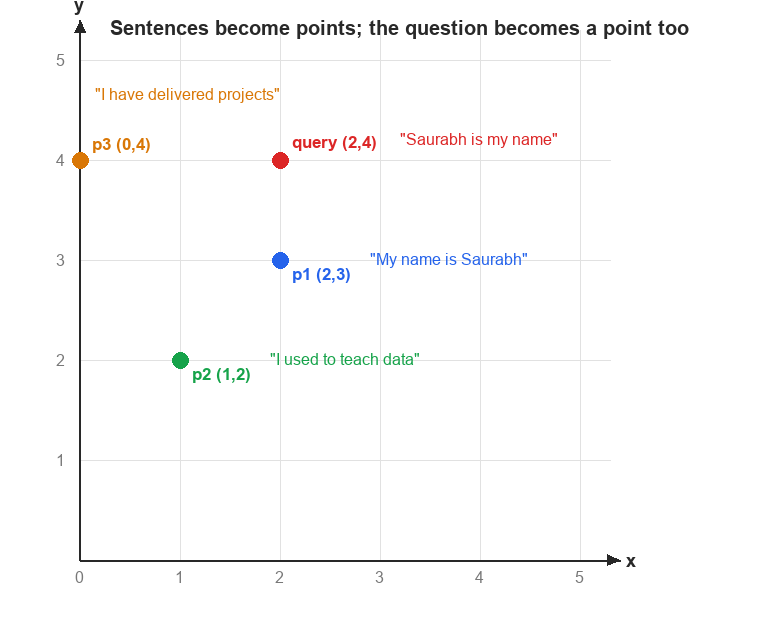 y
Sentences become points; the question becomes a point too
5
"I have delivered projects"
p3 (0,4)
query (2,4)
"Saurabh is my name"
4
3
"My name is Saurabh"
p1 (2,3)
2
"I used to teach data"
p2 (1,2)
1
x
0 1 2 3 4 5